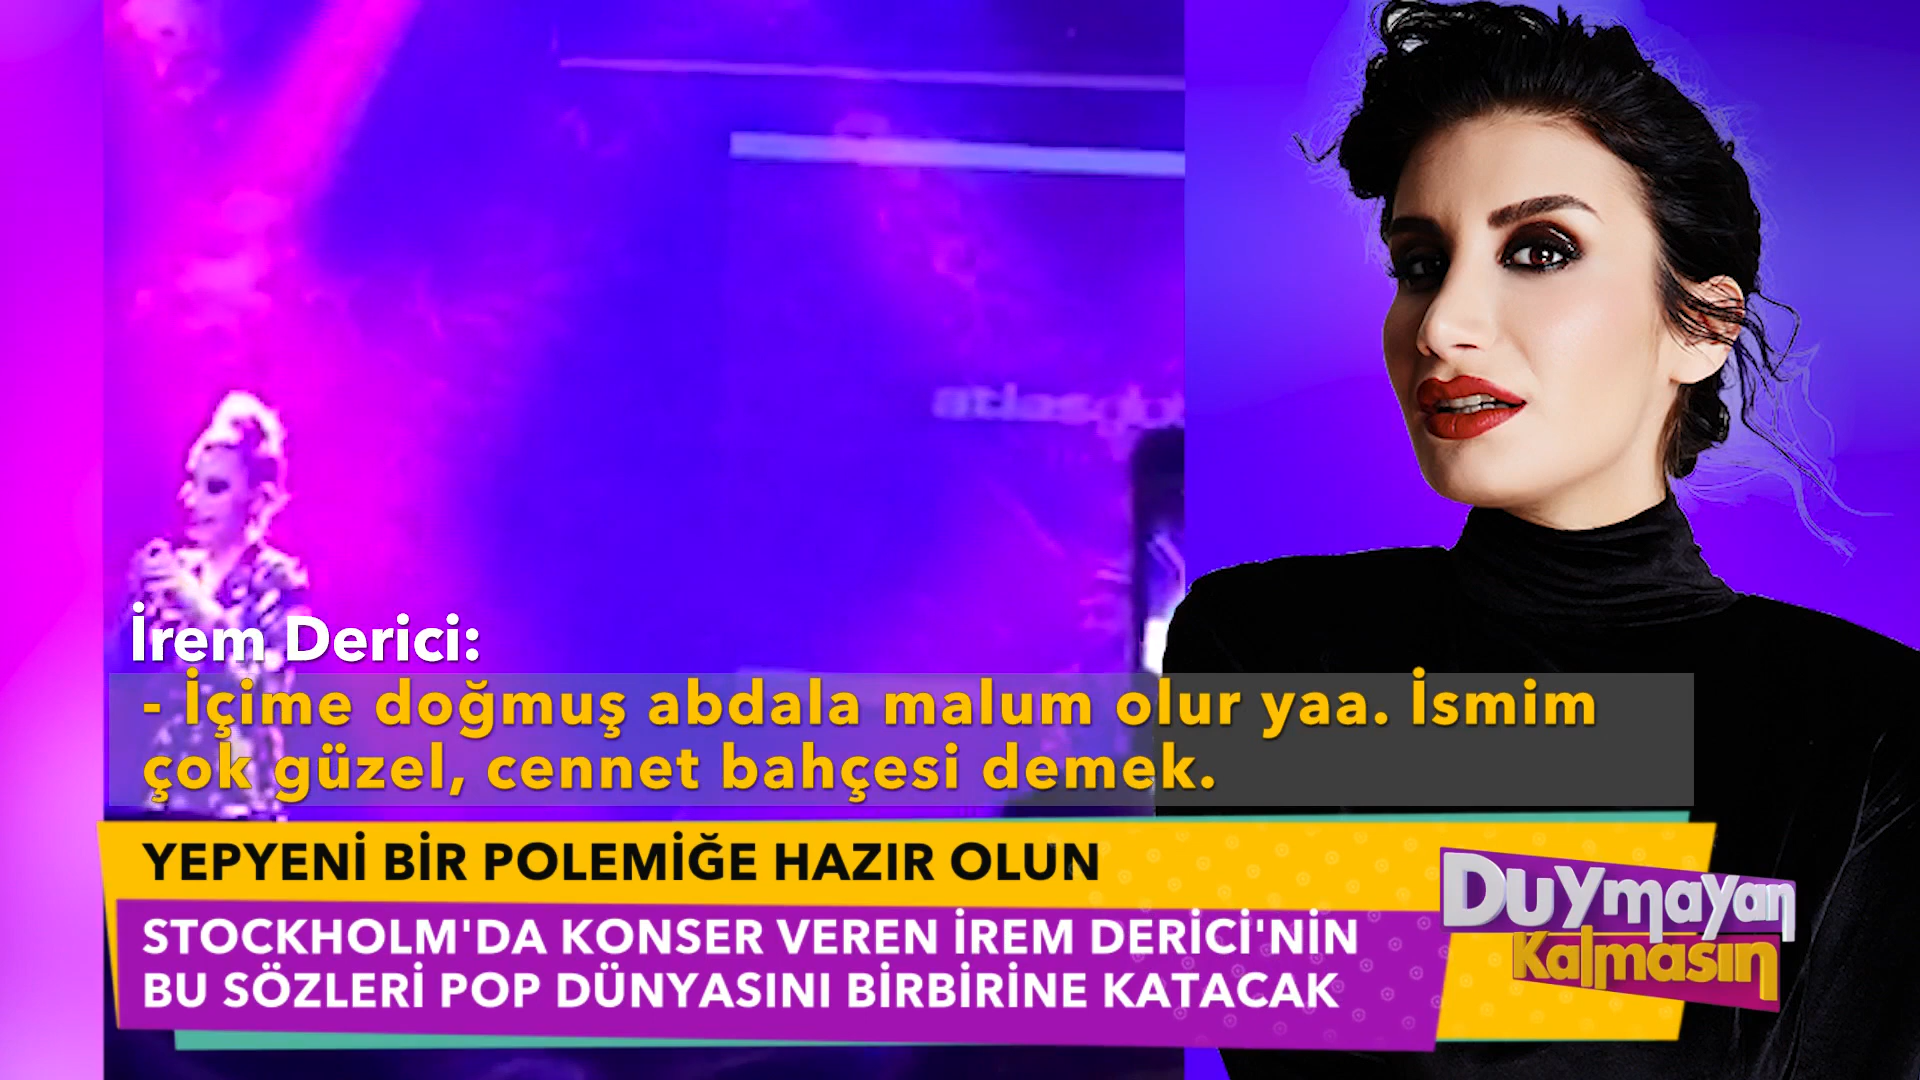 atlasglo
İrem Derici:
- İçime doğmuş abdala malum olur yaa. İsmim
çok güzel, cennet bahçesi demek.
YEPYENİ BİR POLEMİĞE HAZIR OLUN
STOCKHOLM'DA KONSER VEREN İREM DERİCİ'NİN
BU SÖZLERİ POP DÜNYASINI BİRBİRİNE KATACAK
Duymayan
Kalmasın